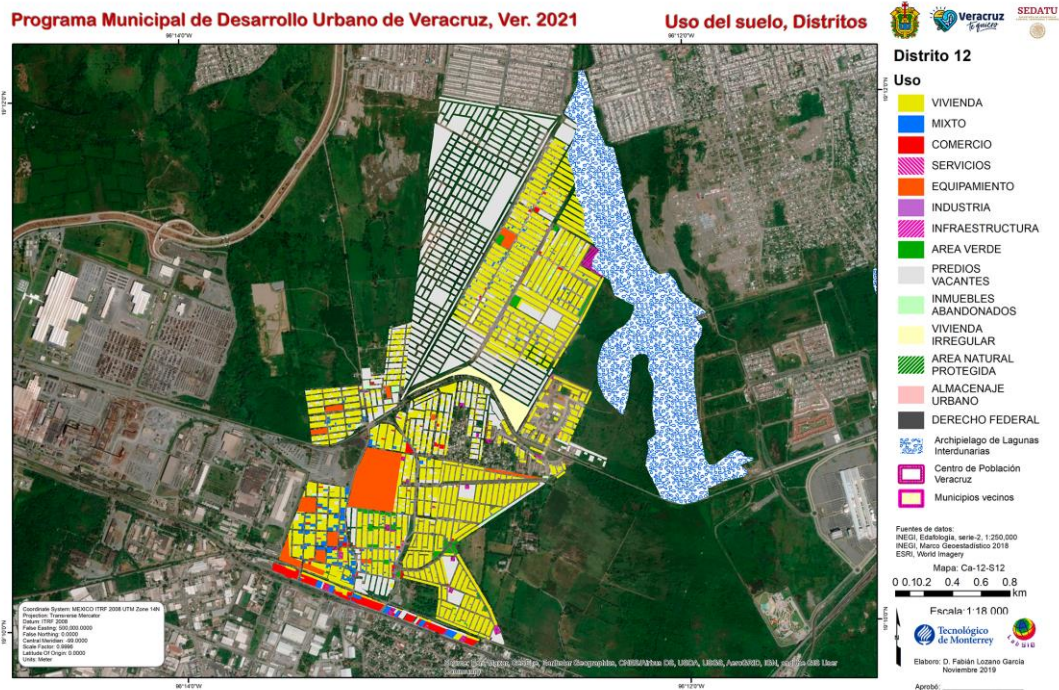 Programa Municipal de Desarrollo Urbano de Veracruz, Ver. 2021
Uso del suelo, Distritos
Veracruz
Te quiero
SEDATU
96°14'0"W
96°12'0"W
Distrito 12
Uso
VIVIENDA
MIXTO
COMERCIO
SERVICIOS
EQUIPAMIENTO
INDUSTRIA
INFRAESTRUCTURA
AREA VERDE
PREDIOS
VACANTES
INMUEBLES
ABANDONADOS
VIVIENDA
IRREGULAR
AREA NATURAL
PROTEGIDA
ALMACENAJE
URBANO
DERECHO FEDERAL
Archipielago de Lagunas
Interdunarias
Centro de Población
Veracruz
Municipios vecinos
Fuentes de datos:
INEGI, Edafología, serie-2, 1:250,000
INEGI, Marco Geoestadístico 2018
ESRI, World Imagery
Mapa: Ca-12-S12
0 0.10.2 0.4 0.6 0.8
km
Escala:1:18 000
Tecnológico
de Monterrey
Elaboro: D. Fabián Lozano García
Noviembre 2019
Aprobó:
Coordinate System: MEXICO ITRF 2008 UTM Zone 14N
Projection: Transverse Mercator
Datum: ITRF 2008
False Easting: 500,000.0000
False Northing: 0.0000
Central Meridian: -99.0000
Scale Factor: 0.9996
Latitude Of Origin: 0.0000
Units: Meter
96°14'0"W
96°12'0"W